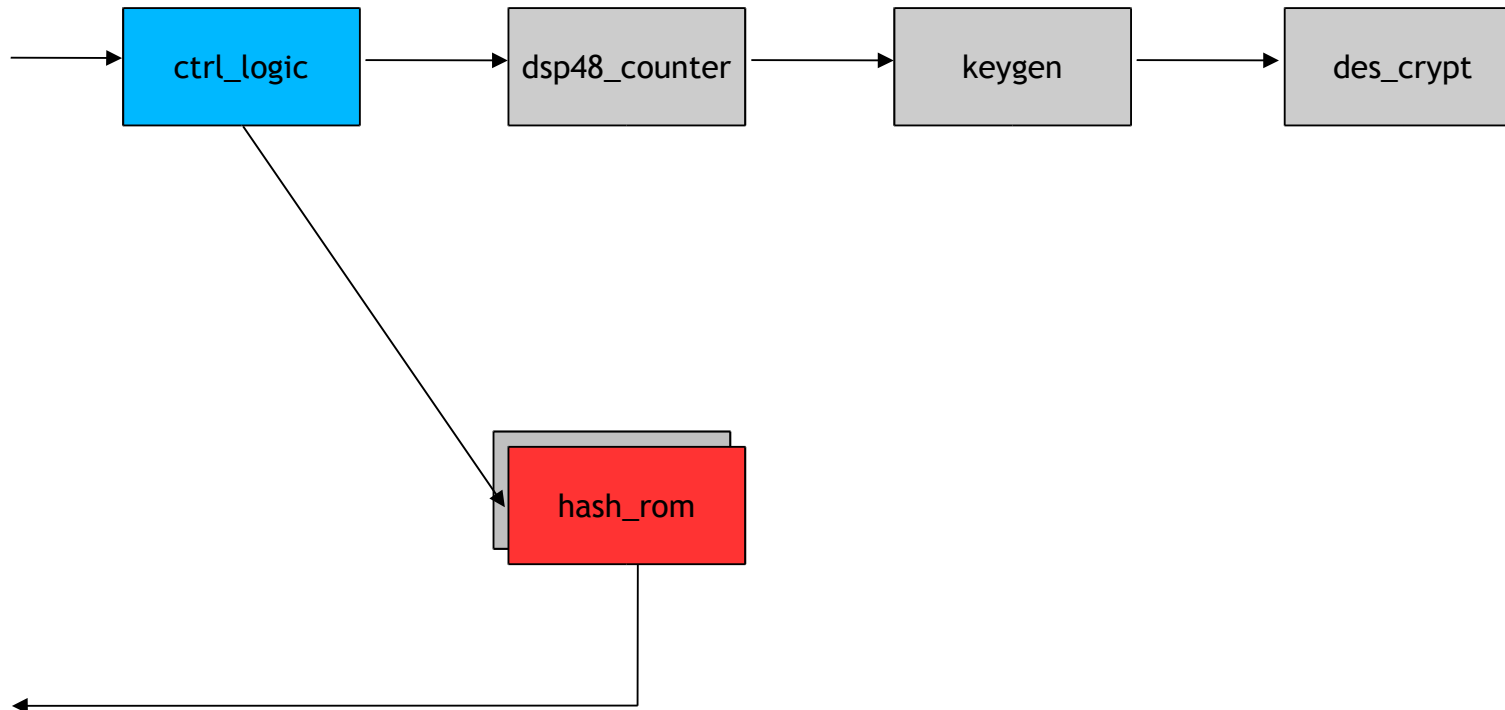 ctrl_logic
dsp48_counter
keygen
des_crypt
hash_rom